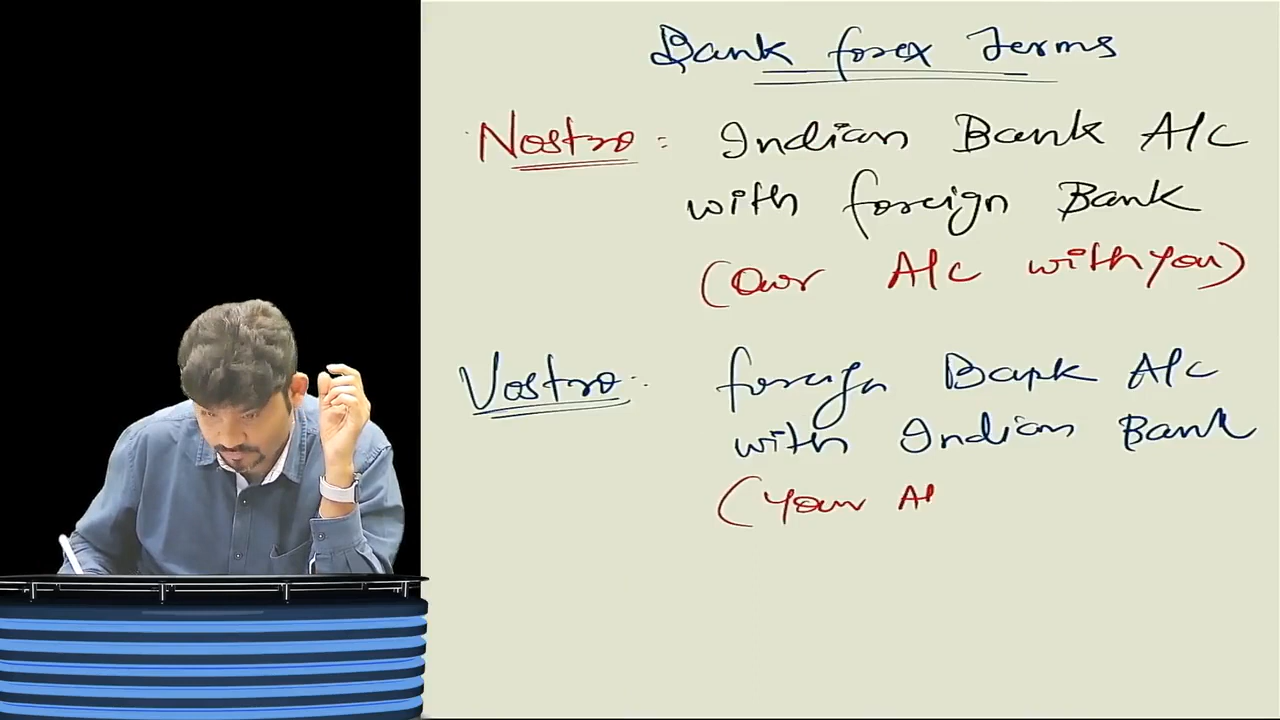 Bank forex Terms
Nostro: Indian Bank A/c
with foreign Bank
(Our A/c with you)
Vostro: foreign Bank A/c
with Indian Bank
(Your A